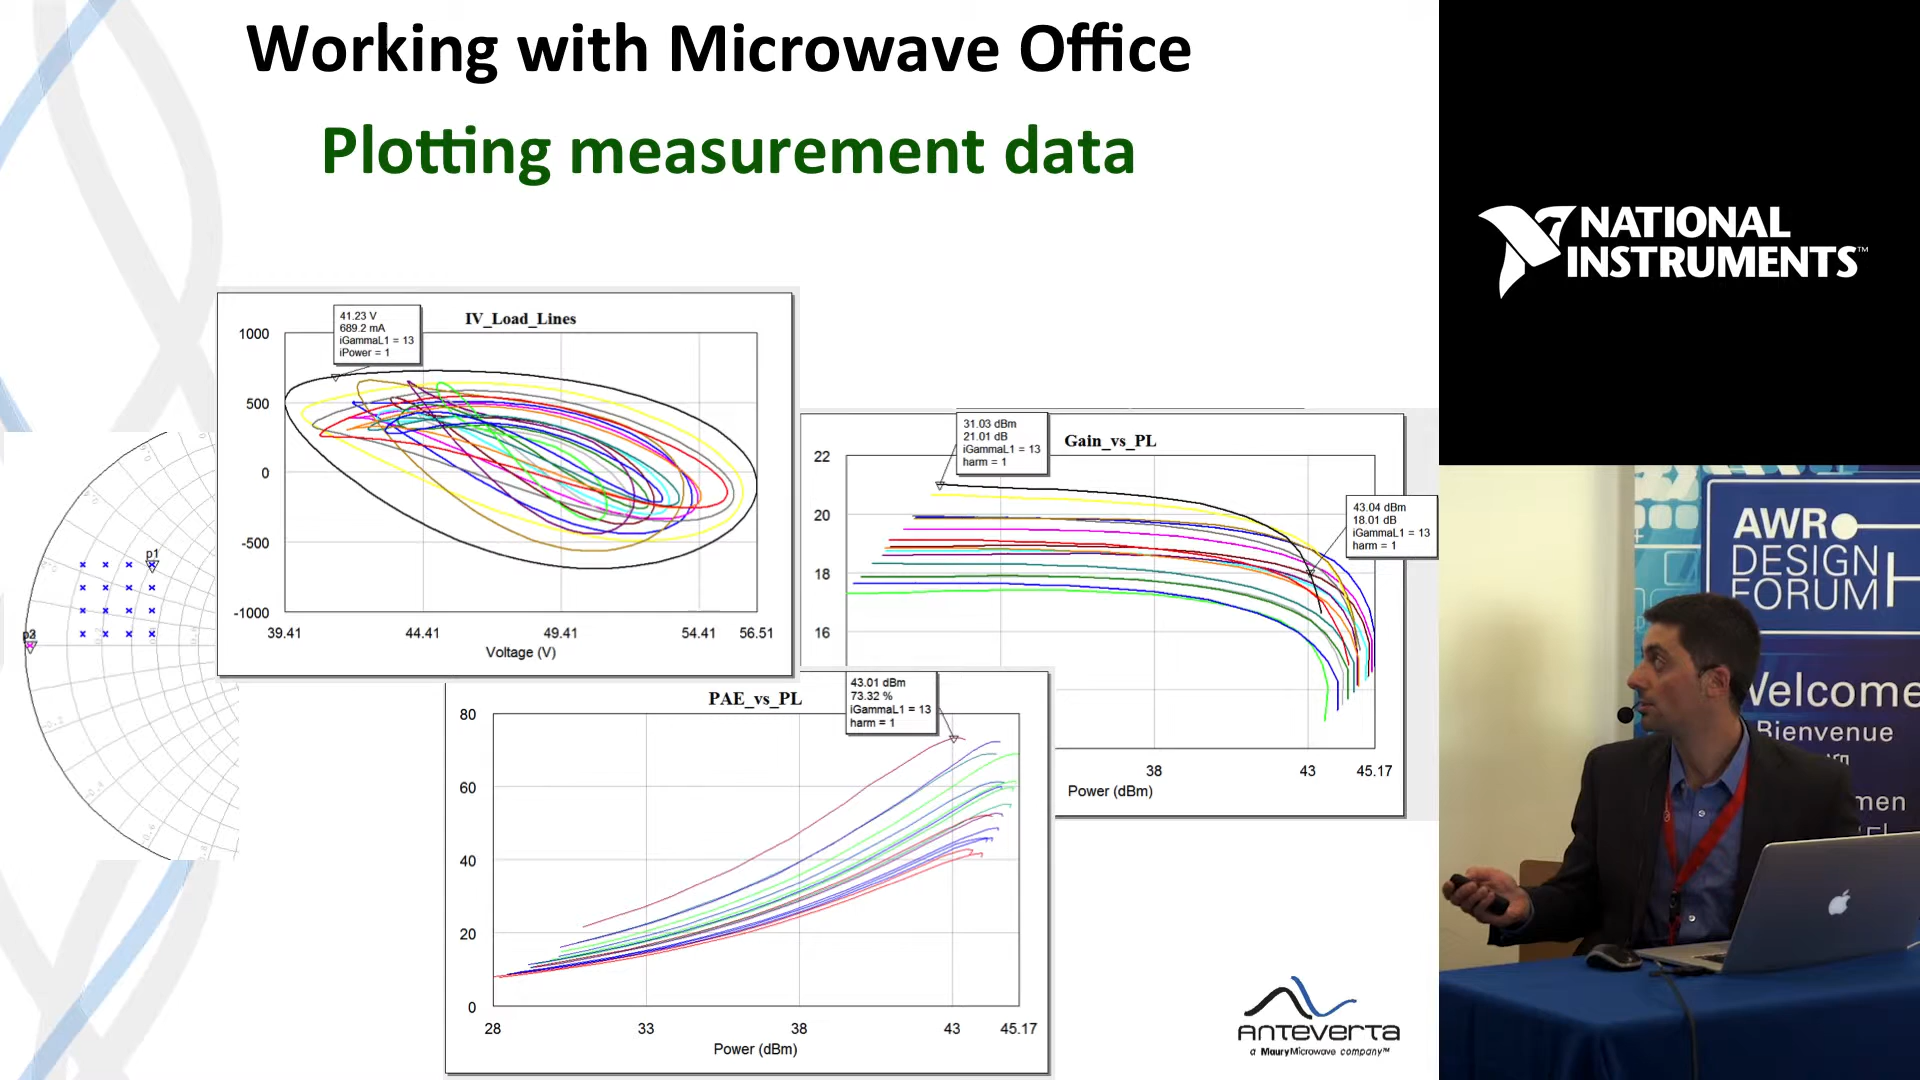 Working with Microwave Office
Plotting measurement data
NATIONAL
INSTRUMENTS™
41.23 V
689.2 mA
iGammaL1 = 13
iPower = 1
IV_Load_Lines
1000
500
0
-500
-1000
39.41 44.41 49.41 54.41 56.51
Voltage (V)
p1
31.03 dBm
21.01 dB
iGammaL1 = 13
harm = 1
Gain_vs_PL
43.04 dBm
18.01 dB
iGammaL1 = 13
harm = 1
22
20
18
16
38 43 45.17
Power (dBm)
PAE_vs_PL
43.01 dBm
73.32 %
iGammaL1 = 13
harm = 1
80
60
40
20
0
28 33 38 43 45.17
Power (dBm)
ANTEVERTA
a MauryMicrowave company™
AWR
DESIGN
FORUM
Welcome
Bienvenue